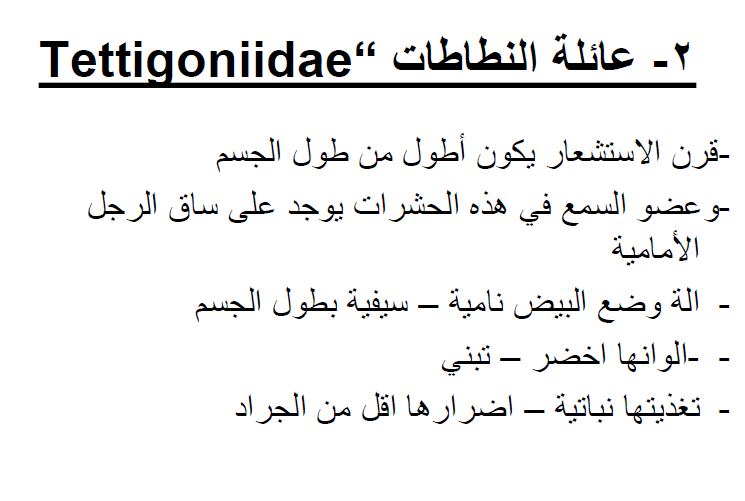 ٢- عائلة النطاطات “Tettigoniidae
-قرن الاستشعار يكون أطول من طول الجسم
-وعضو السمع في هذه الحشرات يوجد على ساق الرجل
الأمامية
- الة وضع البيض نامية – سيفية بطول الجسم
- -الوانها اخضر – تبني
- تغذيتها نباتية – اضرارها اقل من الجراد